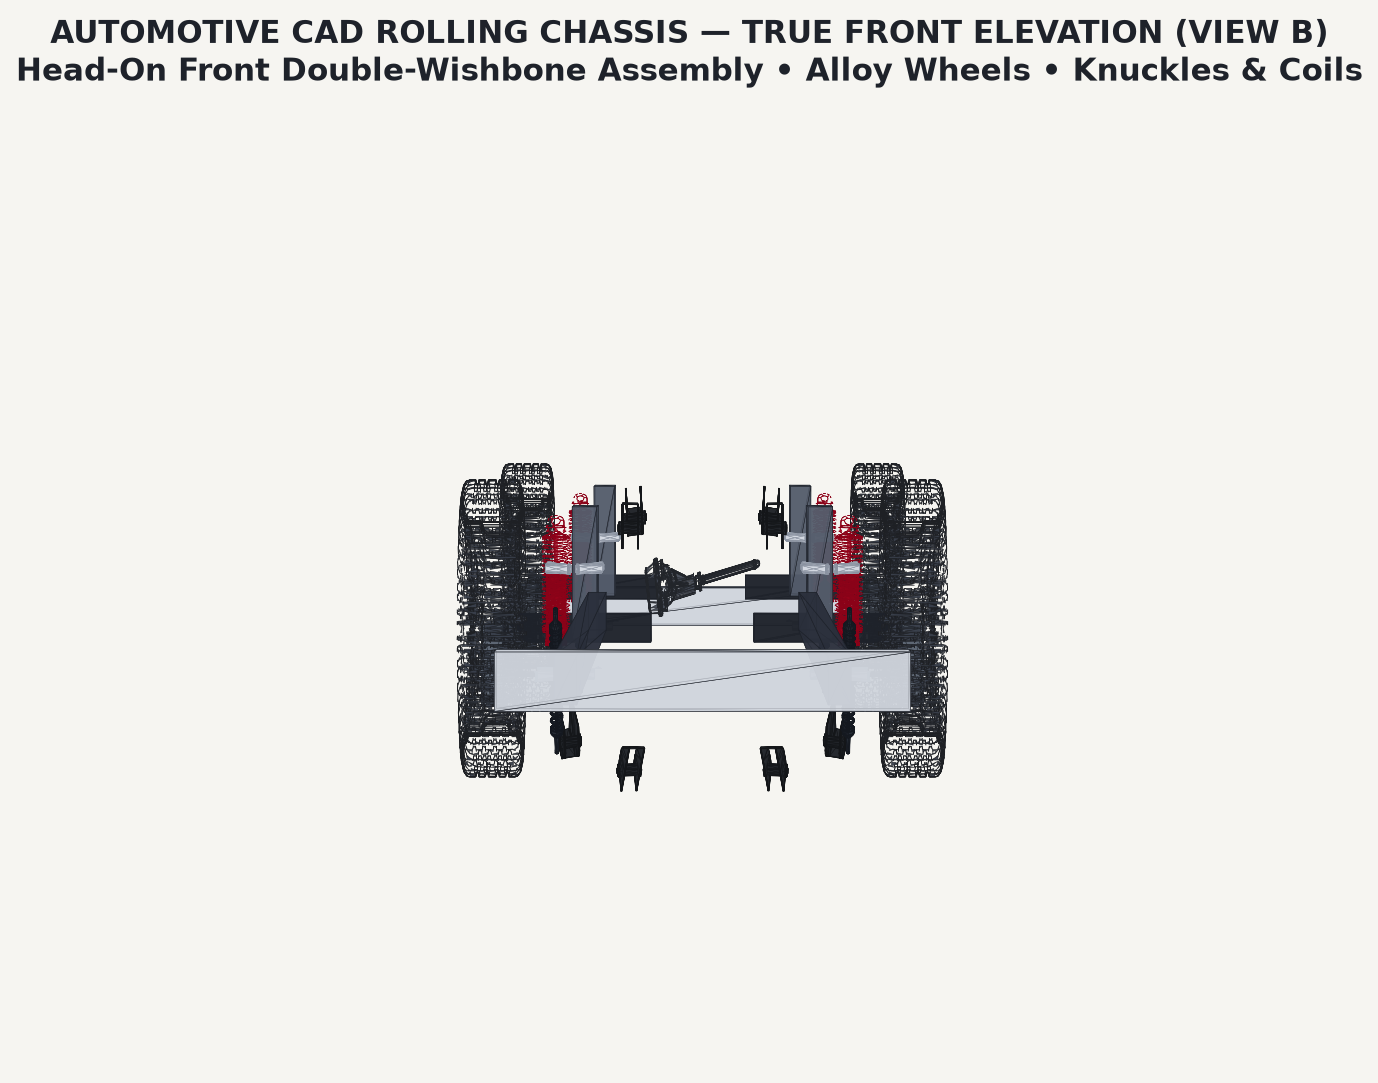 AUTOMOTIVE CAD ROLLING CHASSIS — TRUE FRONT ELEVATION (VIEW B)
Head-On Front Double-Wishbone Assembly • Alloy Wheels • Knuckles & Coils